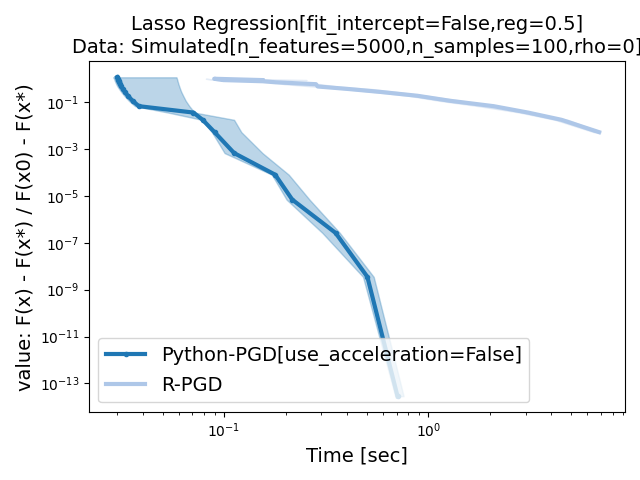 Lasso Regression[fit_intercept=False,reg=0.5]
Data: Simulated[n_features=5000,n_samples=100,rho=0]
value: F(x) - F(x*) / F(x0) - F(x*)
10⁻¹
10⁻³
10⁻⁵
10⁻⁷
10⁻⁹
10⁻¹¹
10⁻¹³
Python-PGD[use_acceleration=False]
R-PGD
10⁻¹ 10⁰
Time [sec]